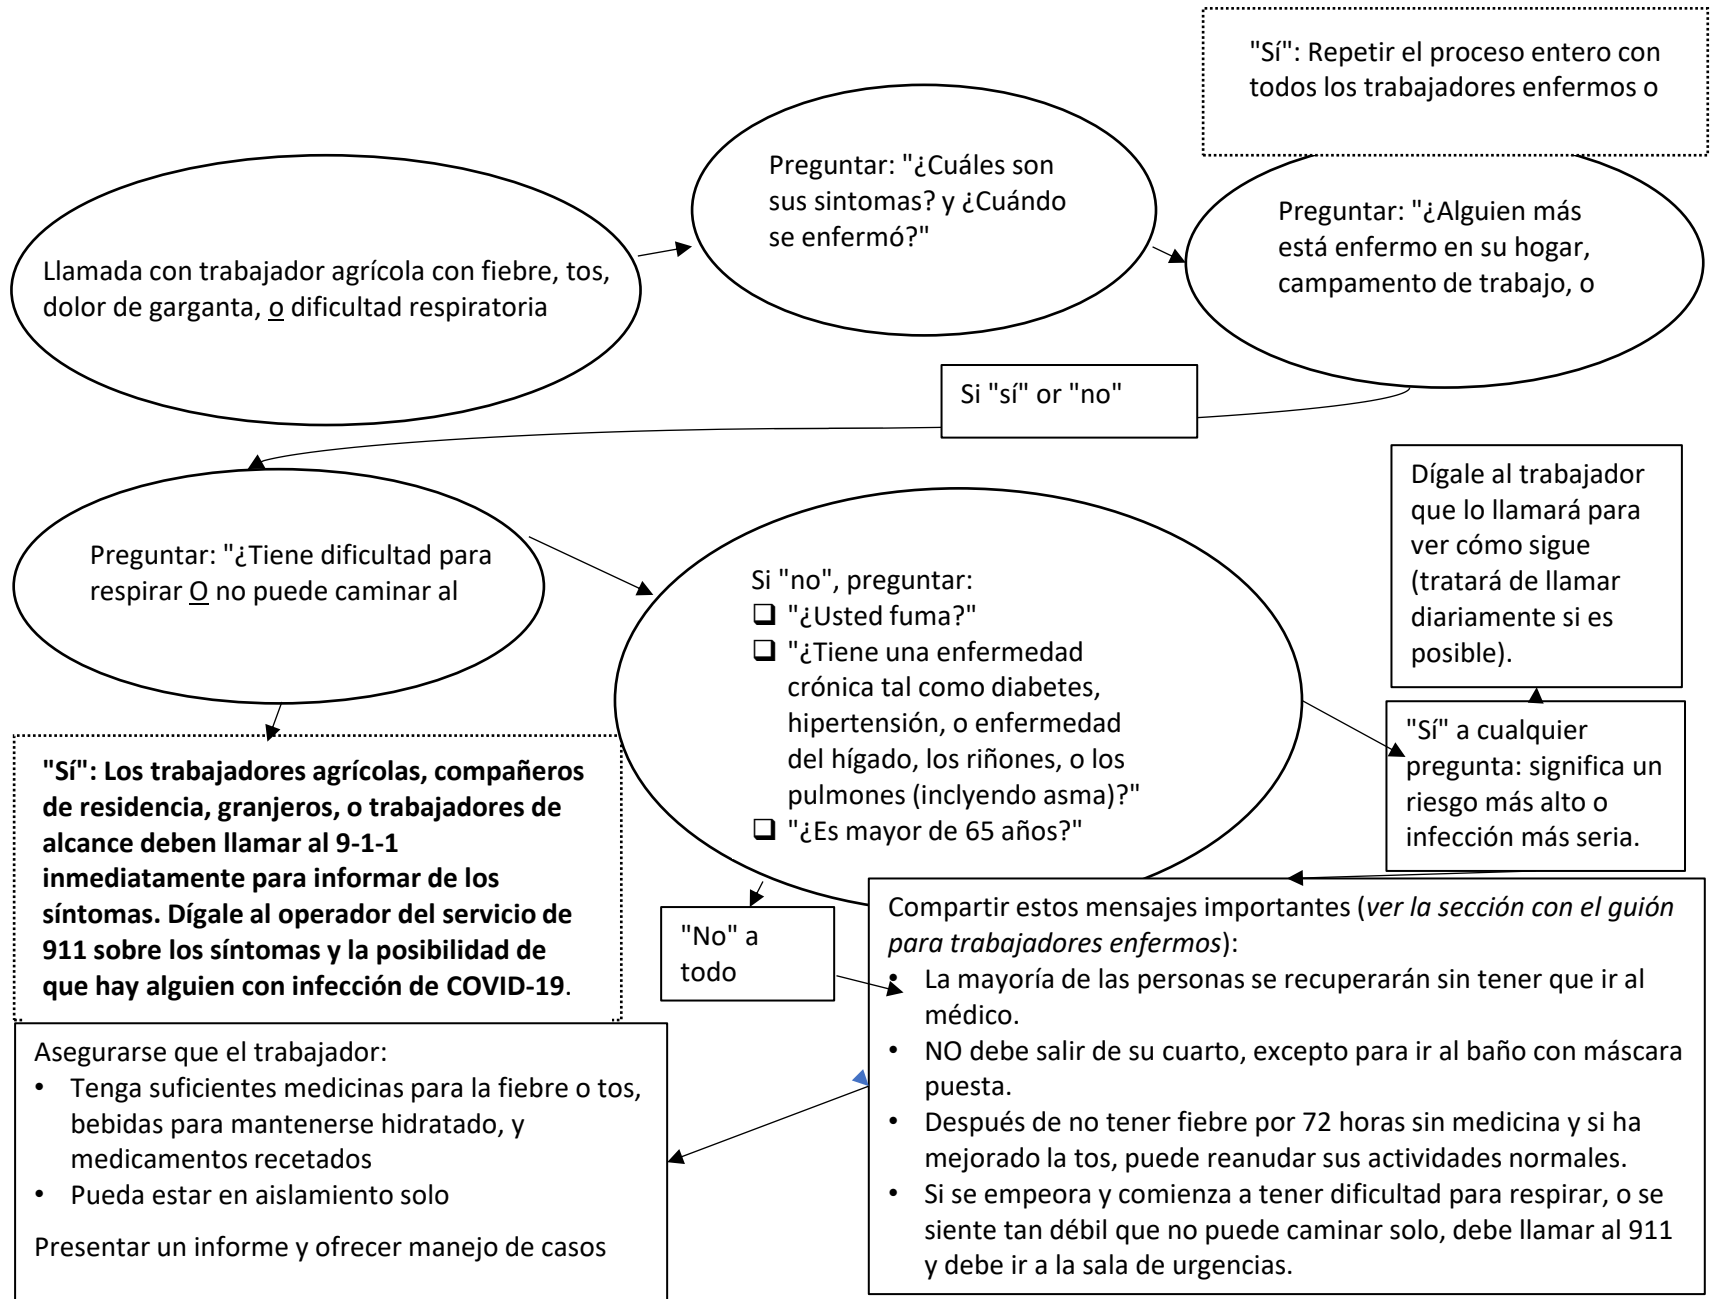 "Sí": Repetir el proceso entero con
todos los trabajadores enfermos o
Preguntar: "¿Cuáles son
sus sintomas? y ¿Cuándo
se enfermó?"
Preguntar: "¿Alguien más
está enfermo en su hogar,
campamento de trabajo, o
Llamada con trabajador agrícola con fiebre, tos,
dolor de garganta, o dificultad respiratoria
Si "sí" or "no"
Preguntar: "¿Tiene dificultad para
respirar O no puede caminar al
Si "no", preguntar:
❑ "¿Usted fuma?"
❑ "¿Tiene una enfermedad
crónica tal como diabetes,
hipertensión, o enfermedad
del hígado, los riñones, o los
pulmones (inclyendo asma)?"
❑ "¿Es mayor de 65 años?"
Dígale al trabajador
que lo llamará para
ver cómo sigue
(tratará de llamar
diariamente si es
posible).
"Sí" a cualquier
pregunta: significa un
riesgo más alto o
infección más seria.
"Sí": Los trabajadores agrícolas, compañeros
de residencia, granjeros, o trabajadores de
alcance deben llamar al 9-1-1
inmediatamente para informar de los
síntomas. Dígale al operador del servicio de
911 sobre los síntomas y la posibilidad de
que hay alguien con infección de COVID-19.
"No" a
todo
Compartir estos mensajes importantes (ver la sección con el guión
para trabajadores enfermos):
• La mayoría de las personas se recuperarán sin tener que ir al
médico.
• NO debe salir de su cuarto, excepto para ir al baño con máscara
puesta.
• Después de no tener fiebre por 72 horas sin medicina y si ha
mejorado la tos, puede reanudar sus actividades normales.
• Si se empeora y comienza a tener dificultad para respirar, o se
siente tan débil que no puede caminar solo, debe llamar al 911
y debe ir a la sala de urgencias.
Asegurarse que el trabajador:
• Tenga suficientes medicinas para la fiebre o tos,
bebidas para mantenerse hidratado, y
medicamentos recetados
• Pueda estar en aislamiento solo
Presentar un informe y ofrecer manejo de casos